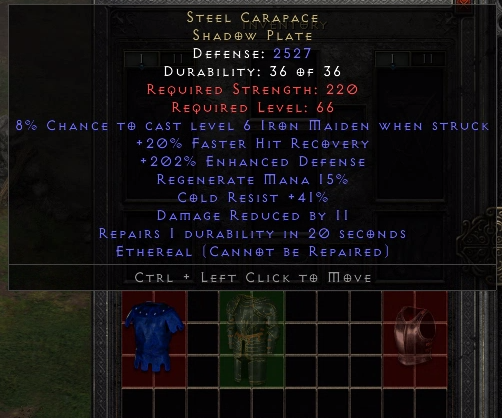 Steel Carapace
Shadow Plate
Defense: 2527
Durability: 36 of 36
Required Strength: 220
Required Level: 66
8% Chance to cast level 6 Iron Maiden when struck
+20% Faster Hit Recovery
+202% Enhanced Defense
Regenerate Mana 15%
Cold Resist +41%
Damage Reduced by 11
Repairs 1 durability in 20 seconds
Ethereal (Cannot be Repaired)
Ctrl + Left Click to Move